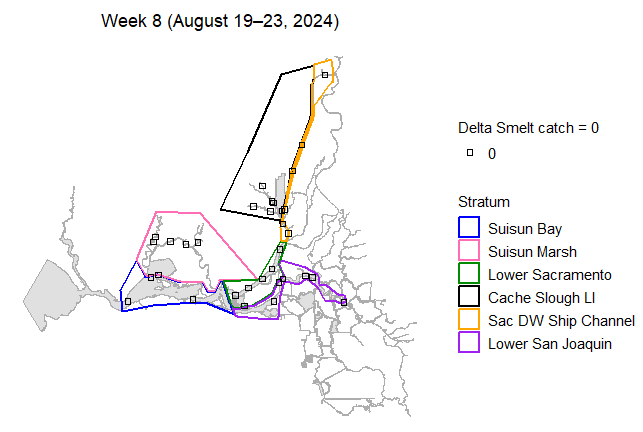 Week 8 (August 19–23, 2024)
Delta Smelt catch = 0
0
Stratum
Suisun Bay
Suisun Marsh
Lower Sacramento
Cache Slough LI
Sac DW Ship Channel
Lower San Joaquin